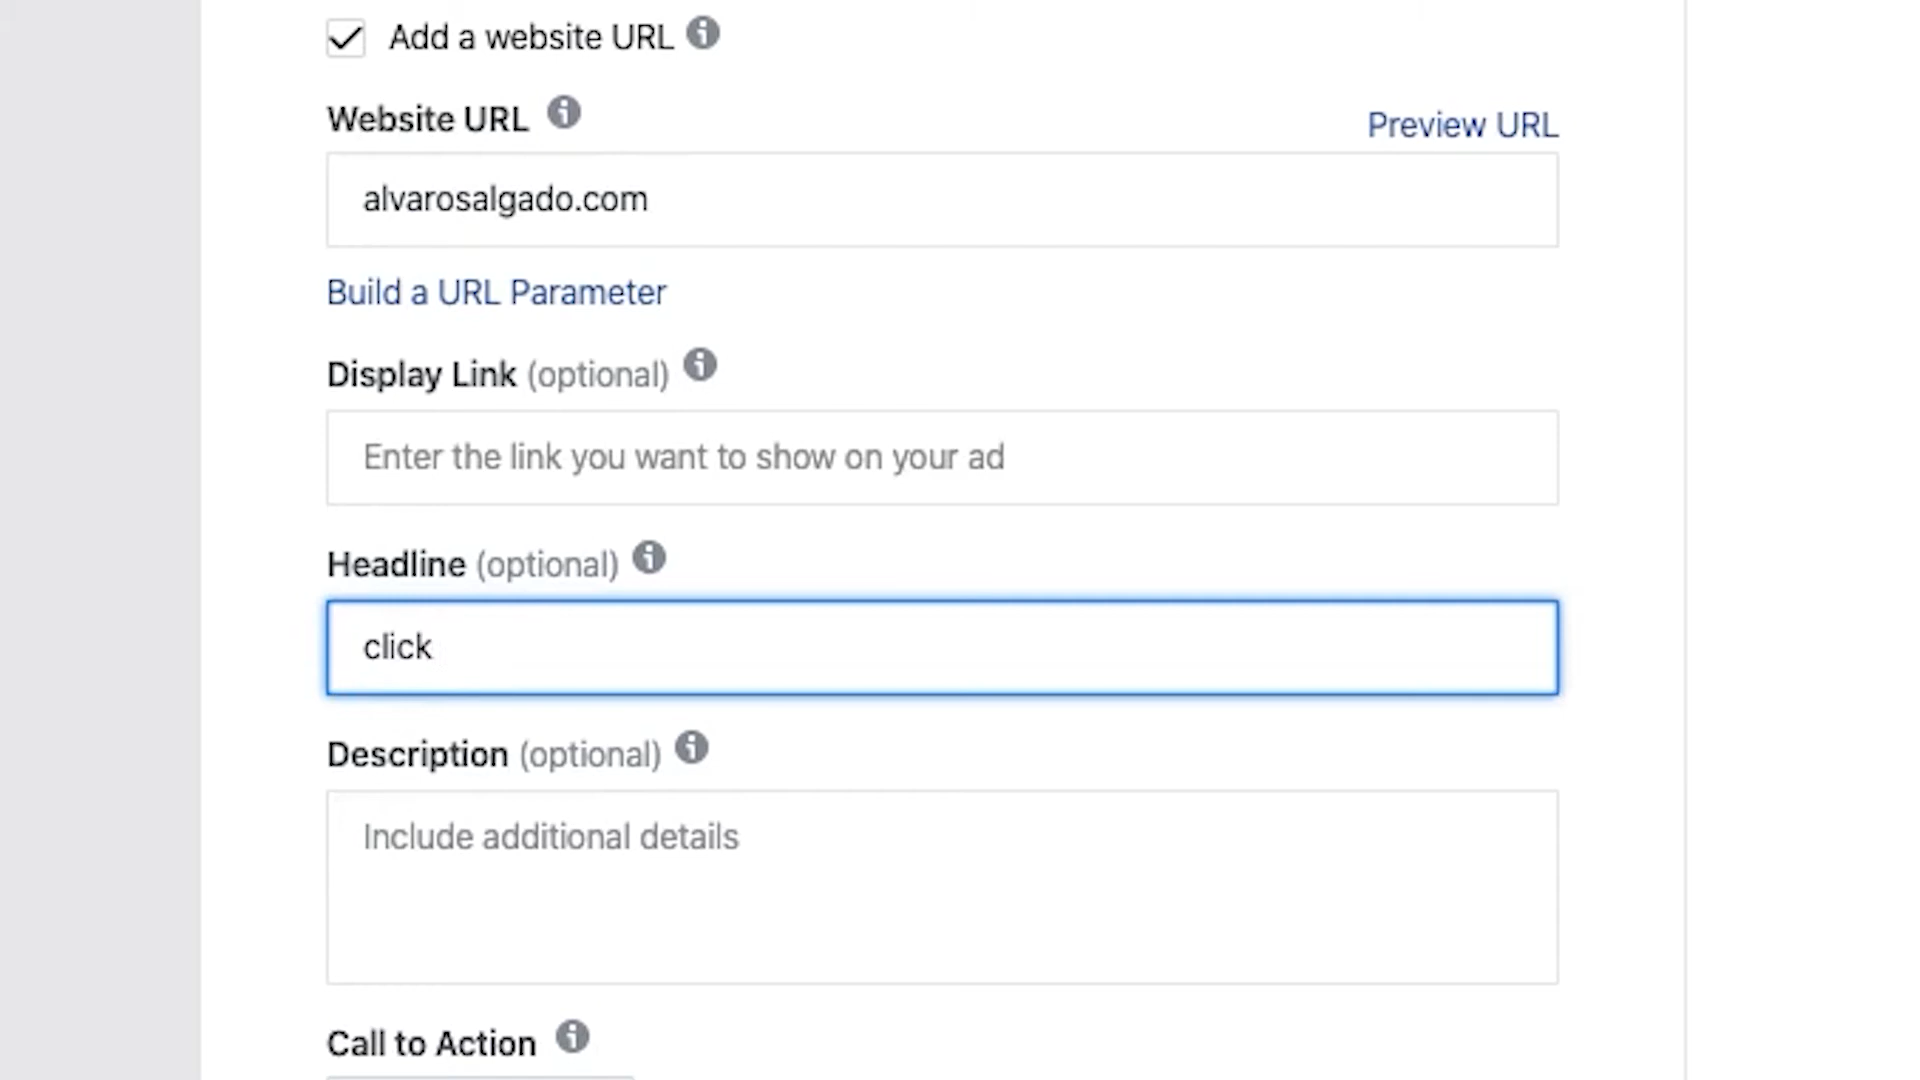 Add a website URL
Website URL
Preview URL
alvarosalgado.com
Build a URL Parameter
Display Link (optional)
Enter the link you want to show on your ad
Headline (optional)
click
Description (optional)
Include additional details
Call to Action